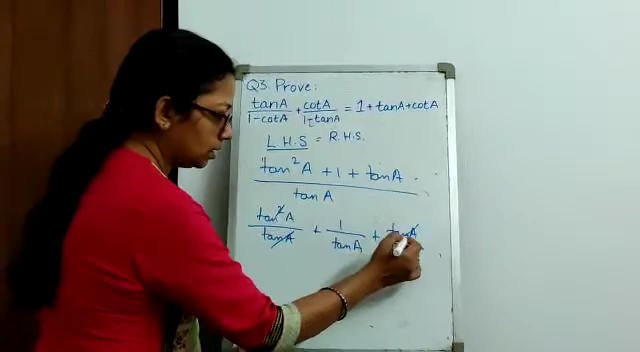 Q3. Prove:
tanA/1-cotA + cotA/1-tanA = 1 + tanA + cotA
L.H.S = R.H.S.
tan²A + 1 + tanA / tanA
tan²A/tanA + 1/tanA + tanA